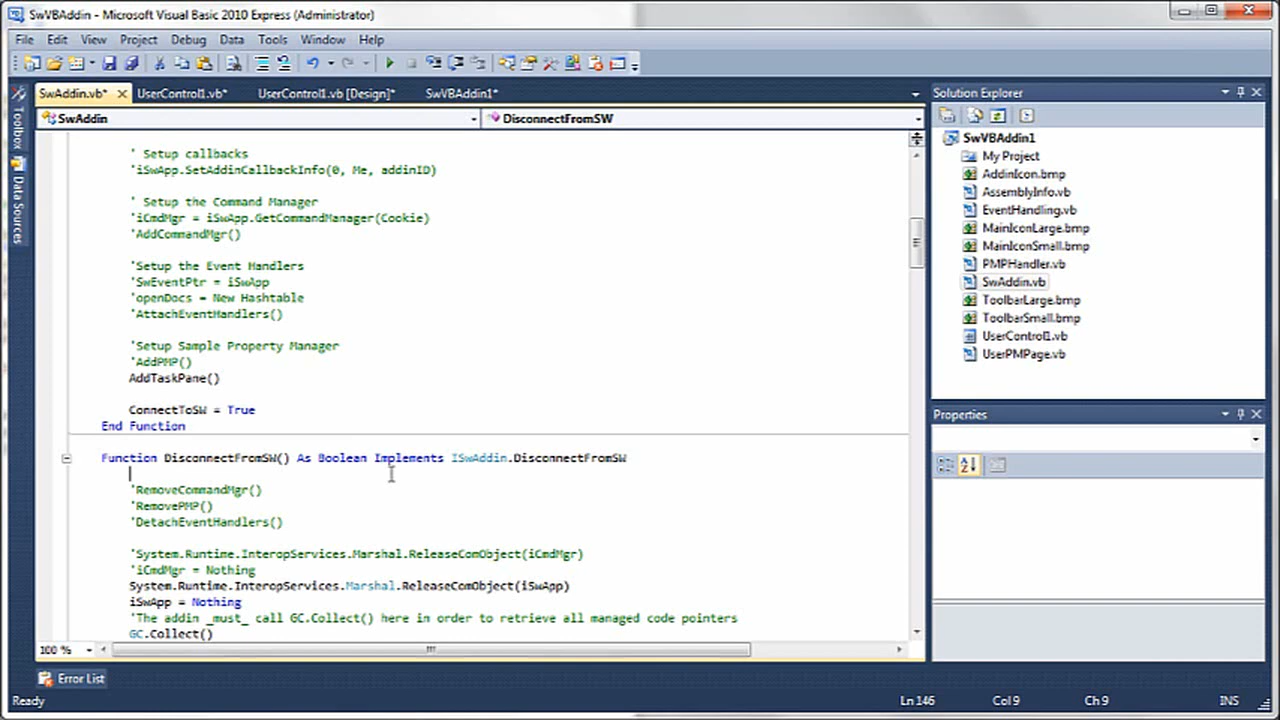 SwVBAddin - Microsoft Visual Basic 2010 Express (Administrator)
File Edit View Project Debug Data Tools Window Help
SwAddin.vb* UserControl1.vb* UserControl1.vb [Design]* SwVBAddin1*
SwAddin DisconnectFromSW
Toolbox
Data Sources
' Setup callbacks
'iSwApp.SetAddinCallbackInfo(0, Me, addinID)
' Setup the Command Manager
'iCmdMgr = iSwApp.GetCommandManager(Cookie)
'AddCommandMgr()
'Setup the Event Handlers
'SwEventPtr = iSwApp
'openDocs = New Hashtable
'AttachEventHandlers()
'Setup Sample Property Manager
'AddPMP()
AddTaskPane()
ConnectToSW = True
End Function
Function DisconnectFromSW() As Boolean Implements ISwAddin.DisconnectFromSW
'RemoveCommandMgr()
'RemovePMP()
'DetachEventHandlers()
'System.Runtime.InteropServices.Marshal.ReleaseComObject(iCmdMgr)
'iCmdMgr = Nothing
System.Runtime.InteropServices.Marshal.ReleaseComObject(iSwApp)
iSwApp = Nothing
'The addin _must_ call GC.Collect() here in order to retrieve all managed code pointers
GC.Collect()
100 %
Solution Explorer
SwVBAddin1
My Project
AddinIcon.bmp
AssemblyInfo.vb
EventHandling.vb
MainIconLarge.bmp
MainIconSmall.bmp
PMPHandler.vb
SwAddin.vb
ToolbarLarge.bmp
ToolbarSmall.bmp
UserControl1.vb
UserPMPage.vb
Properties
Error List
Ready Ln 146 Col 9 Ch 9 INS